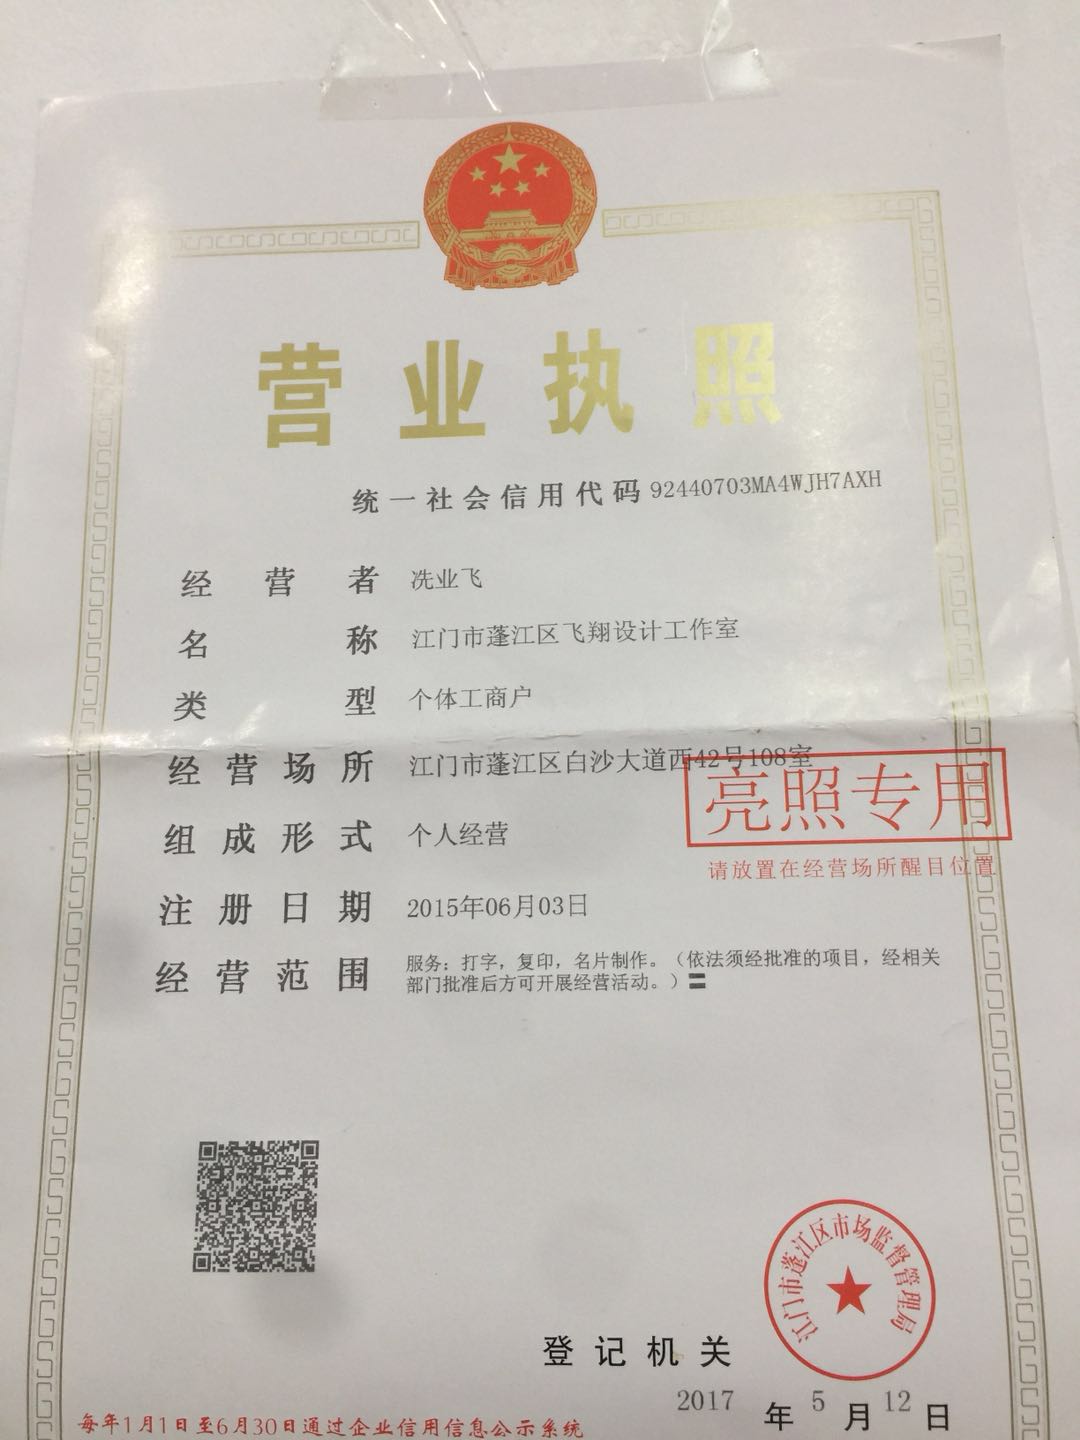 营业执照
统一社会信用代码 92440703MA4WJH7AXH
经营者 冼业飞
名称 江门市蓬江区飞翔设计工作室
类型 个体工商户
经营场所 江门市蓬江区白沙大道西42号108室
亮照专用
组成形式 个人经营
请放置在经营场所醒目位置
注册日期 2015年06月03日
经营范围 服务：打字，复印，名片制作。（依法须经批准的项目，经相关
部门批准后方可开展经营活动。）〓
江门市蓬江区市场监督管理局
登记机关
2017年5月12日
每年1月1日至6月30日通过企业信用信息公示系统